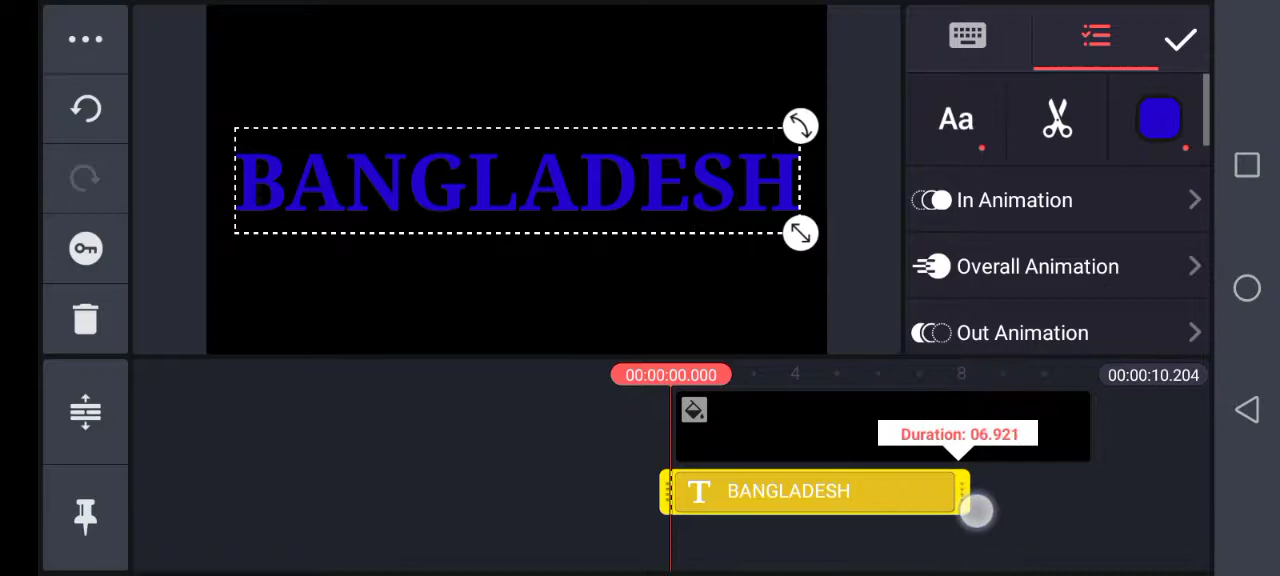 Aa
BANGLADESH
In Animation
Overall Animation
Out Animation
00:00:00.000
4
8
00:00:10.204
Duration: 06.921
T BANGLADESH